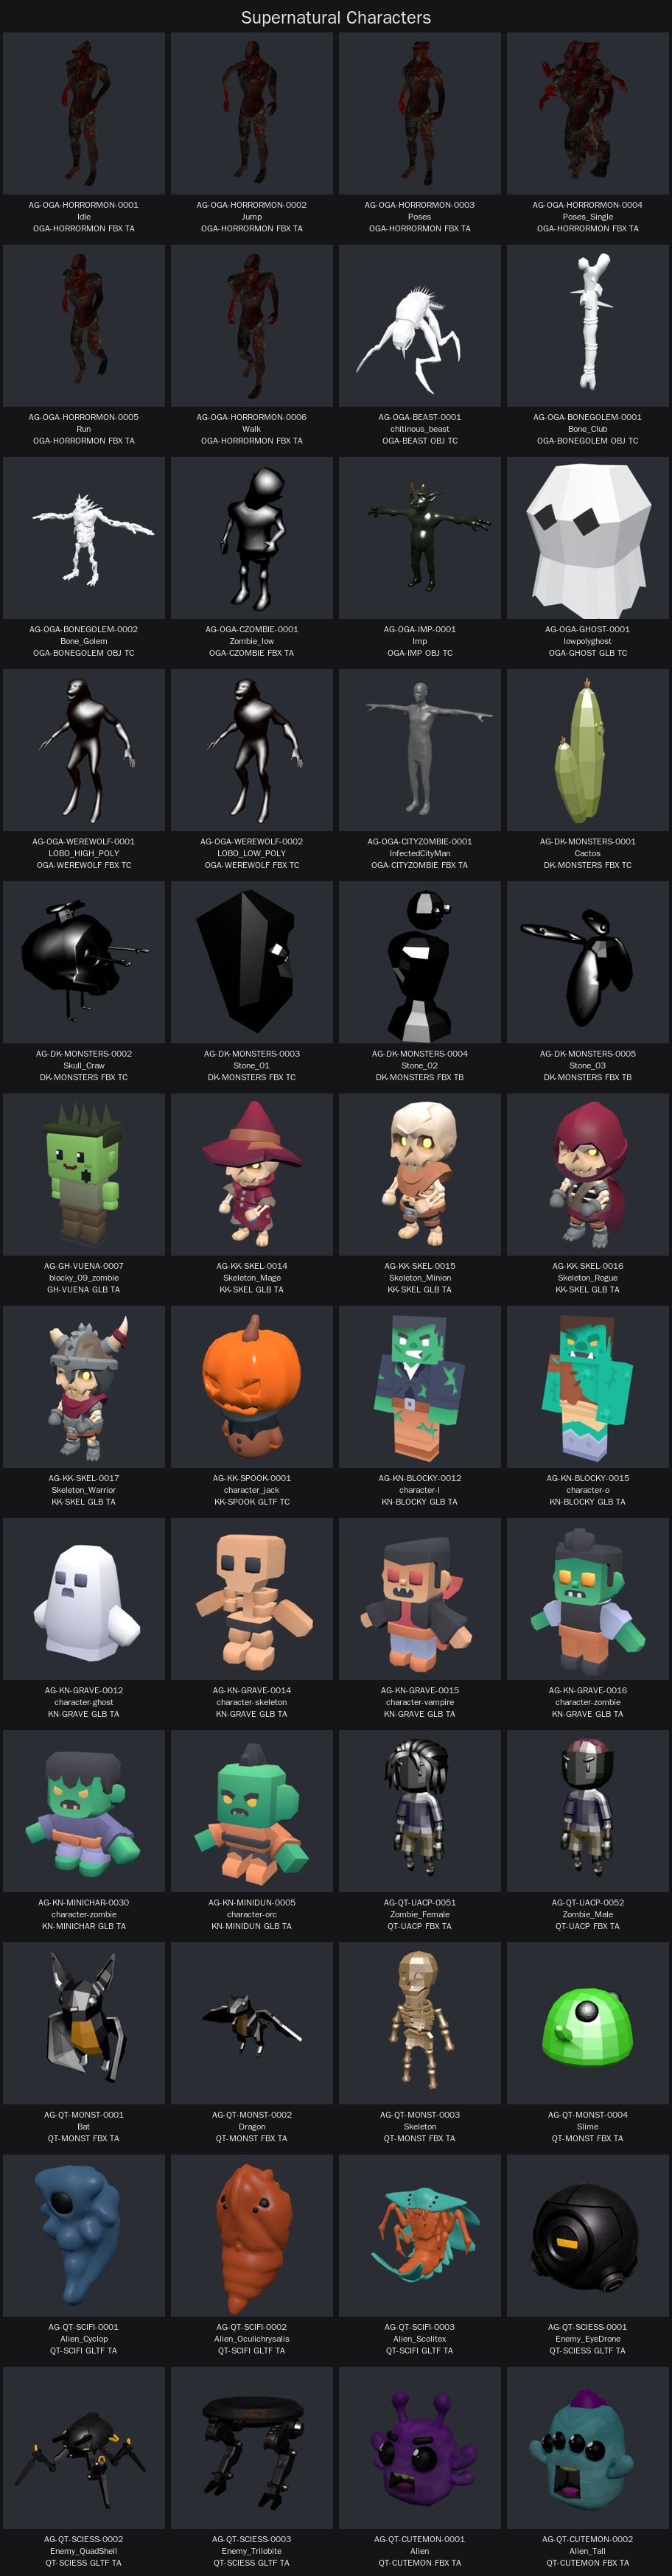 Supernatural Characters
AG-OGA-HORRORMON-0001
Idle
OGA-HORRORMON FBX TA
AG-OGA-HORRORMON-0002
Jump
OGA-HORRORMON FBX TA
AG-OGA-HORRORMON-0003
Poses
OGA-HORRORMON FBX TA
AG-OGA-HORRORMON-0004
Poses_Single
OGA-HORRORMON FBX TA
AG-OGA-HORRORMON-0005
Run
OGA-HORRORMON FBX TA
AG-OGA-HORRORMON-0006
Walk
OGA-HORRORMON FBX TA
AG-OGA-BEAST-0001
chitinous_beast
OGA-BEAST OBJ TC
AG-OGA-BONEGOLEM-0001
Bone_Club
OGA-BONEGOLEM OBJ TC
AG-OGA-BONEGOLEM-0002
Bone_Golem
OGA-BONEGOLEM OBJ TC
AG-OGA-CZOMBIE-0001
Zombie_low
OGA-CZOMBIE FBX TA
AG-OGA-IMP-0001
Imp
OGA-IMP OBJ TC
AG-OGA-GHOST-0001
lowpolyghost
OGA-GHOST GLB TC
AG-OGA-WEREWOLF-0001
LOBO_HIGH_POLY
OGA-WEREWOLF FBX TC
AG-OGA-WEREWOLF-0002
LOBO_LOW_POLY
OGA-WEREWOLF FBX TC
AG-OGA-CITYZOMBIE-0001
InfectedCityMan
OGA-CITYZOMBIE FBX TA
AG-DK-MONSTERS-0001
Cactos
DK-MONSTERS FBX TC
AG-DK-MONSTERS-0002
Skull_Craw
DK-MONSTERS FBX TC
AG-DK-MONSTERS-0003
Stone_01
DK-MONSTERS FBX TC
AG-DK-MONSTERS-0004
Stone_02
DK-MONSTERS FBX TB
AG-DK-MONSTERS-0005
Stone_03
DK-MONSTERS FBX TB
AG-GH-VUENA-0007
blocky_09_zombie
GH-VUENA GLB TA
AG-KK-SKEL-0014
Skeleton_Mage
KK-SKEL GLB TA
AG-KK-SKEL-0015
Skeleton_Minion
KK-SKEL GLB TA
AG-KK-SKEL-0016
Skeleton_Rogue
KK-SKEL GLB TA
AG-KK-SKEL-0017
Skeleton_Warrior
KK-SKEL GLB TA
AG-KK-SPOOK-0001
character_jack
KK-SPOOK GLTF TC
AG-KN-BLOCKY-0012
character-l
KN-BLOCKY GLB TA
AG-KN-BLOCKY-0015
character-o
KN-BLOCKY GLB TA
AG-KN-GRAVE-0012
character-ghost
KN-GRAVE GLB TA
AG-KN-GRAVE-0014
character-skeleton
KN-GRAVE GLB TA
AG-KN-GRAVE-0015
character-vampire
KN-GRAVE GLB TA
AG-KN-GRAVE-0016
character-zombie
KN-GRAVE GLB TA
AG-KN-MINICHAR-0030
character-zombie
KN-MINICHAR GLB TA
AG-KN-MINIDUN-0005
character-orc
KN-MINIDUN GLB TA
AG-QT-UACP-0051
Zombie_Female
QT-UACP FBX TA
AG-QT-UACP-0052
Zombie_Male
QT-UACP FBX TA
AG-QT-MONST-0001
Bat
QT-MONST FBX TA
AG-QT-MONST-0002
Dragon
QT-MONST FBX TA
AG-QT-MONST-0003
Skeleton
QT-MONST FBX TA
AG-QT-MONST-0004
Slime
QT-MONST FBX TA
AG-QT-SCIFI-0001
Alien_Cyclop
QT-SCIFI GLTF TA
AG-QT-SCIFI-0002
Alien_Oculichrysalis
QT-SCIFI GLTF TA
AG-QT-SCIFI-0003
Alien_Scolitex
QT-SCIFI GLTF TA
AG-QT-SCIESS-0001
Enemy_EyeDrone
QT-SCIESS GLTF TA
AG-QT-SCIESS-0002
Enemy_QuadShell
QT-SCIESS GLTF TA
AG-QT-SCIESS-0003
Enemy_Trilobite
QT-SCIESS GLTF TA
AG-QT-CUTEMON-0001
Alien
QT-CUTEMON FBX TA
AG-QT-CUTEMON-0002
Alien_Tall
QT-CUTEMON FBX TA